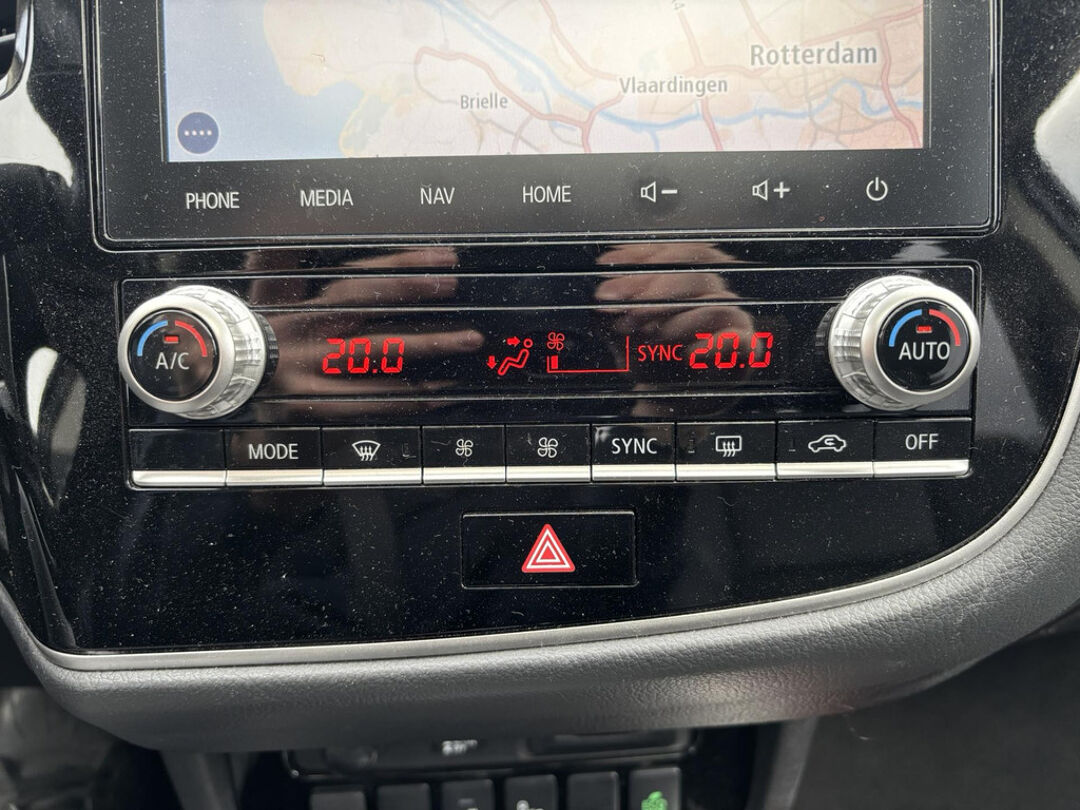 Rotterdam
Vlaardingen
Brielle
PHONE MEDIA NAV HOME
20.0 SYNC 20.0
A/C AUTO
MODE SYNC OFF